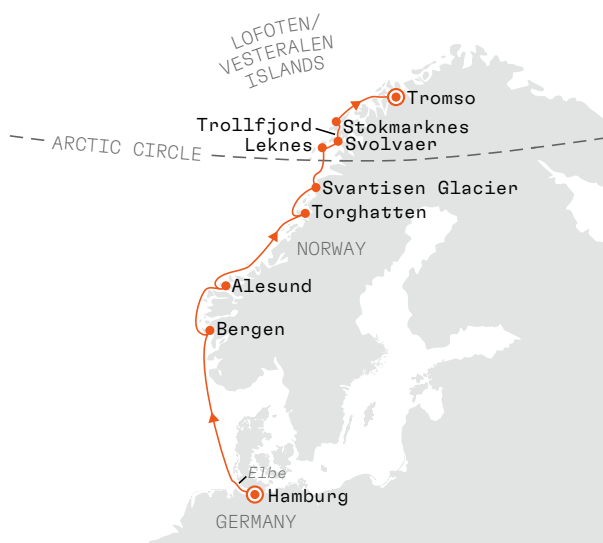 LOFOTEN/
VESTERALEN
ISLANDS
Tromso
Trollfjord
Stokmarknes
Svolvaer
Leknes
ARCTIC CIRCLE
Svartisen Glacier
Torghatten
NORWAY
Alesund
Bergen
Elbe
Hamburg
GERMANY